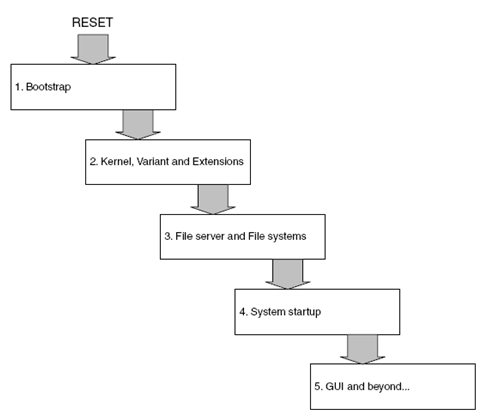 RESET
1. Bootstrap
2. Kernel, Variant and Extensions
3. File server and File systems
4. System startup
5. GUI and beyond...